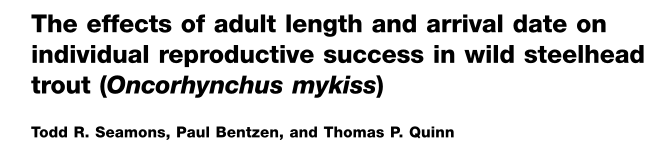 The effects of adult length and arrival date on
individual reproductive success in wild steelhead
trout (Oncorhynchus mykiss)
Todd R. Seamons, Paul Bentzen, and Thomas P. Quinn